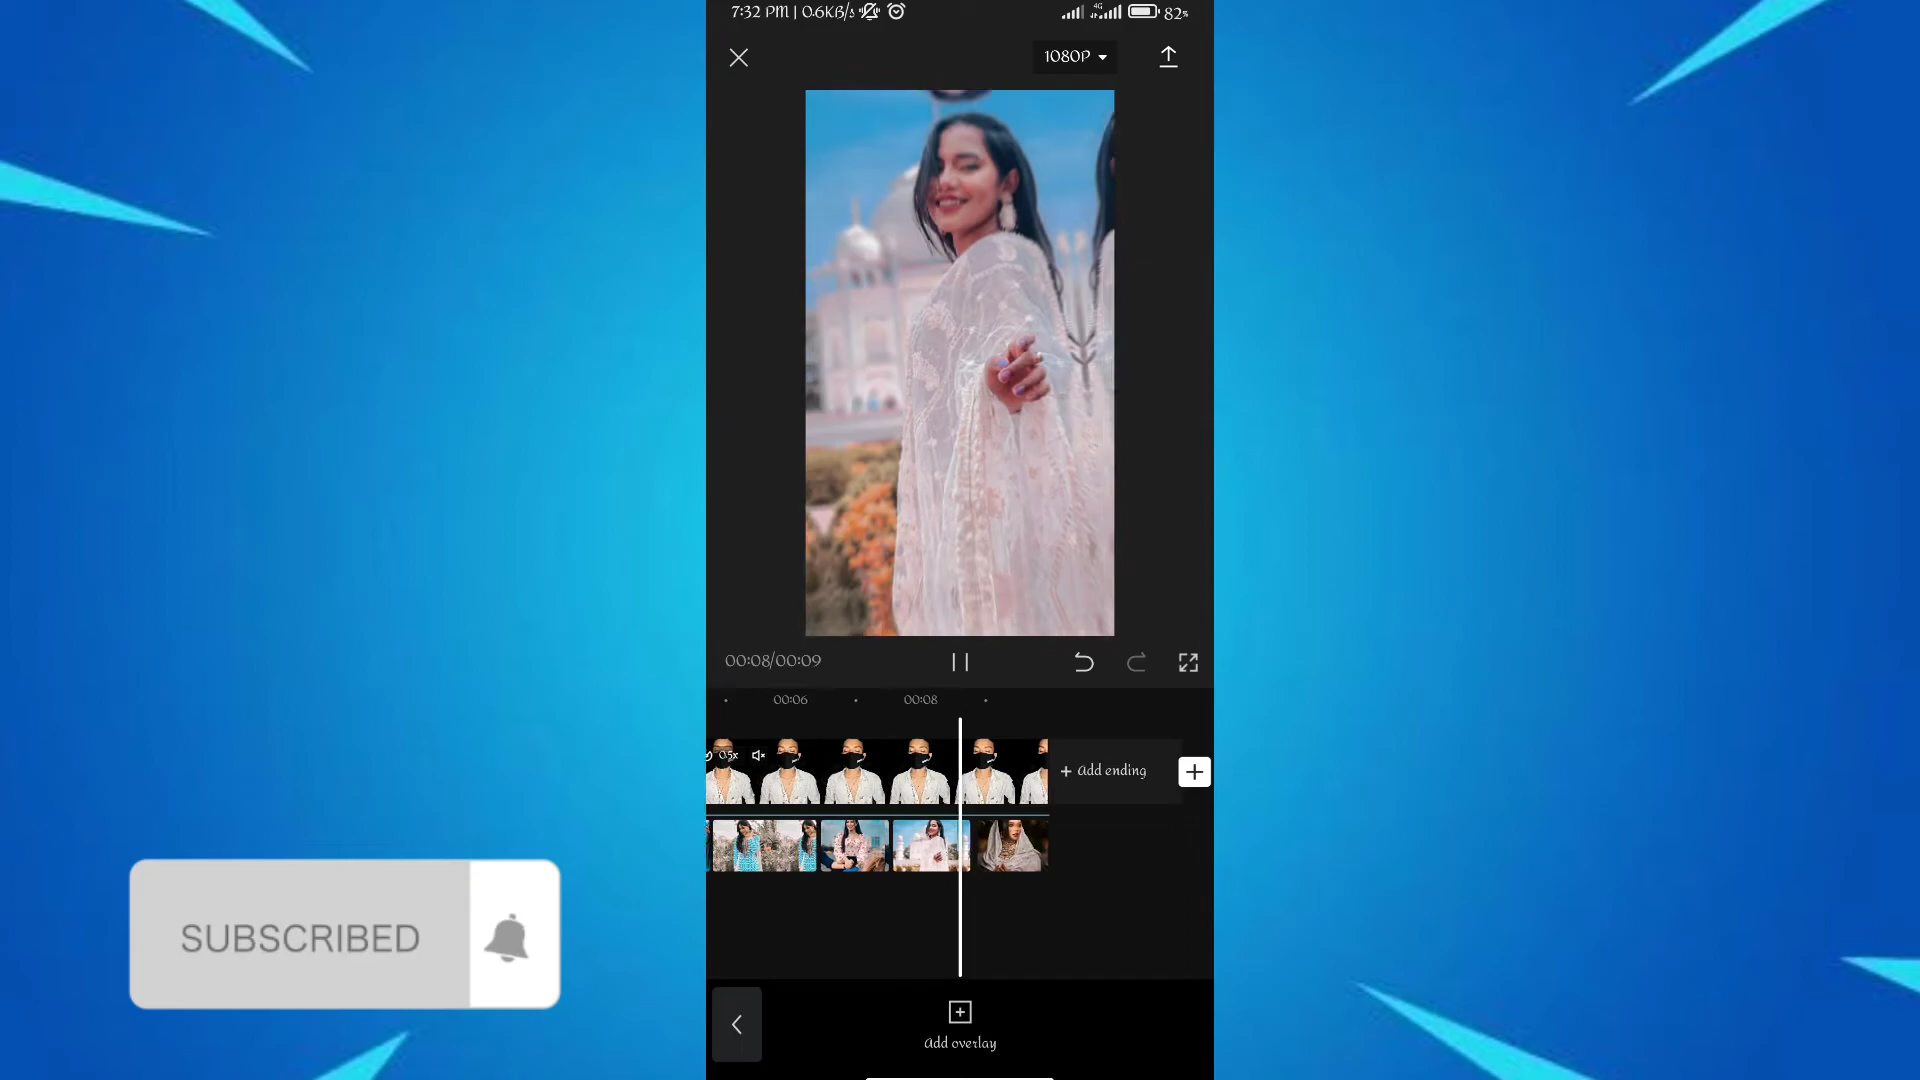 7:32 PM | 0.6KB/s
4G
82%
1080P
00:08/00:09
00:06
00:08
0.5x
+ Add ending
SUBSCRIBED
Add overlay